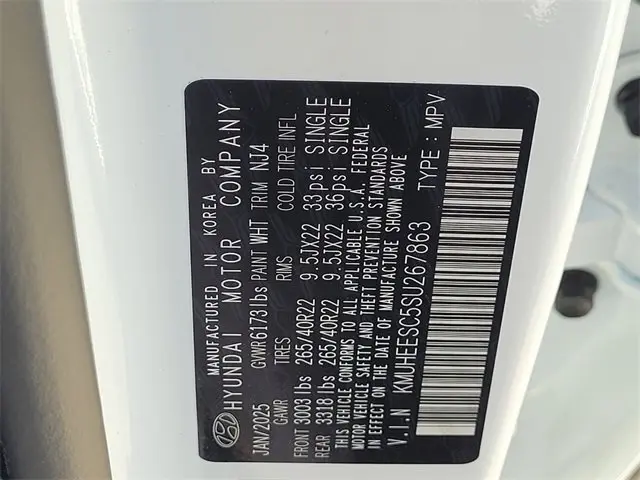 MANUFACTURED IN KOREA BY
HYUNDAI MOTOR COMPANY
JAN/2025 GVWR 6173 lbs PAINT WHT TRIM NJ4
GAWR TIRES RIMS COLD TIRE INFL
FRONT 3003 lbs 265/40R22 9.5JX22 33psi SINGLE
REAR 3318 lbs 265/40R22 9.5JX22 36psi SINGLE
THIS VEHICLE CONFORMS TO ALL APPLICABLE U.S.A. FEDERAL
MOTOR VEHICLE SAFETY AND THEFT PREVENTION STANDARDS
IN EFFECT ON THE DATE OF MANUFACTURE SHOWN ABOVE
V.I.N KMUHEESC5SU267863 TYPE : MPV